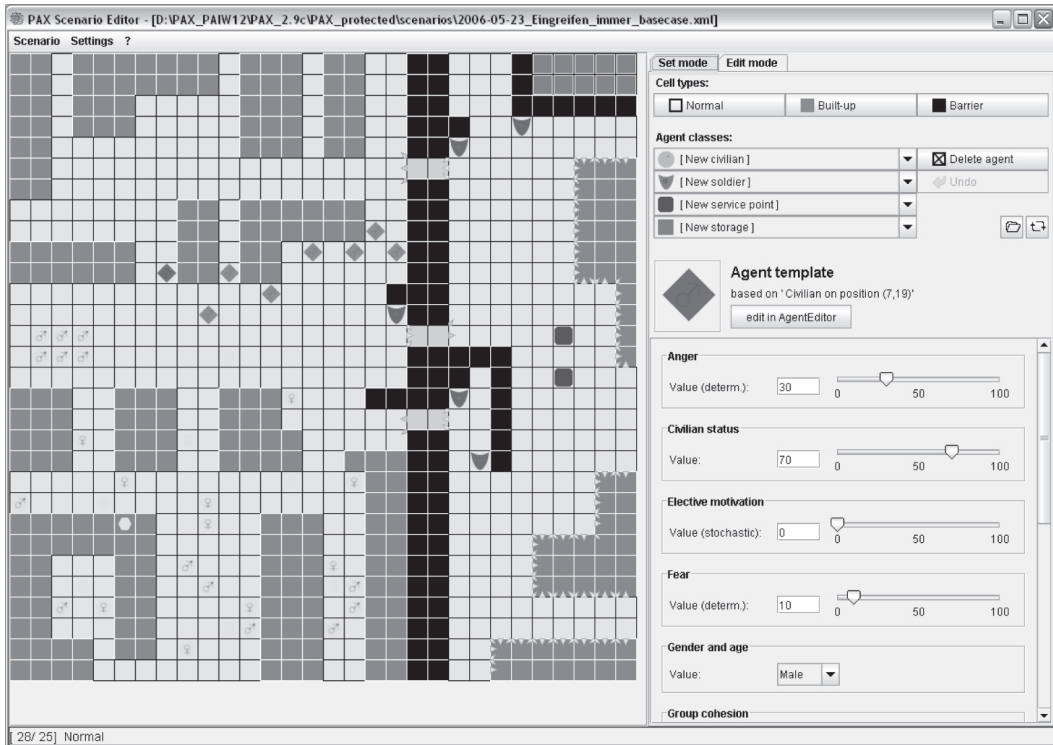 PAX Scenario Editor - [D:\PAX_PAIW12\PAX_2.9c\PAX_protected\scenarios\2006-05-23_Eingreifen_immer_basecase.xml]
Scenario Settings ?
Set mode Edit mode
Cell types:
Normal Built-up Barrier
Agent classes:
[ New civilian ] Delete agent
[ New soldier ] Undo
[ New service point ]
[ New storage ]
Agent template
based on ' Civilian on position (7,19)'
edit in AgentEditor
Anger
Value (determ.): 30
0 50 100
Civilian status
Value: 70
0 50 100
Elective motivation
Value (stochastic): 0
0 50 100
Fear
Value (determ.): 10
0 50 100
Gender and age
Value: Male
Group cohesion
[ 28/ 25] Normal